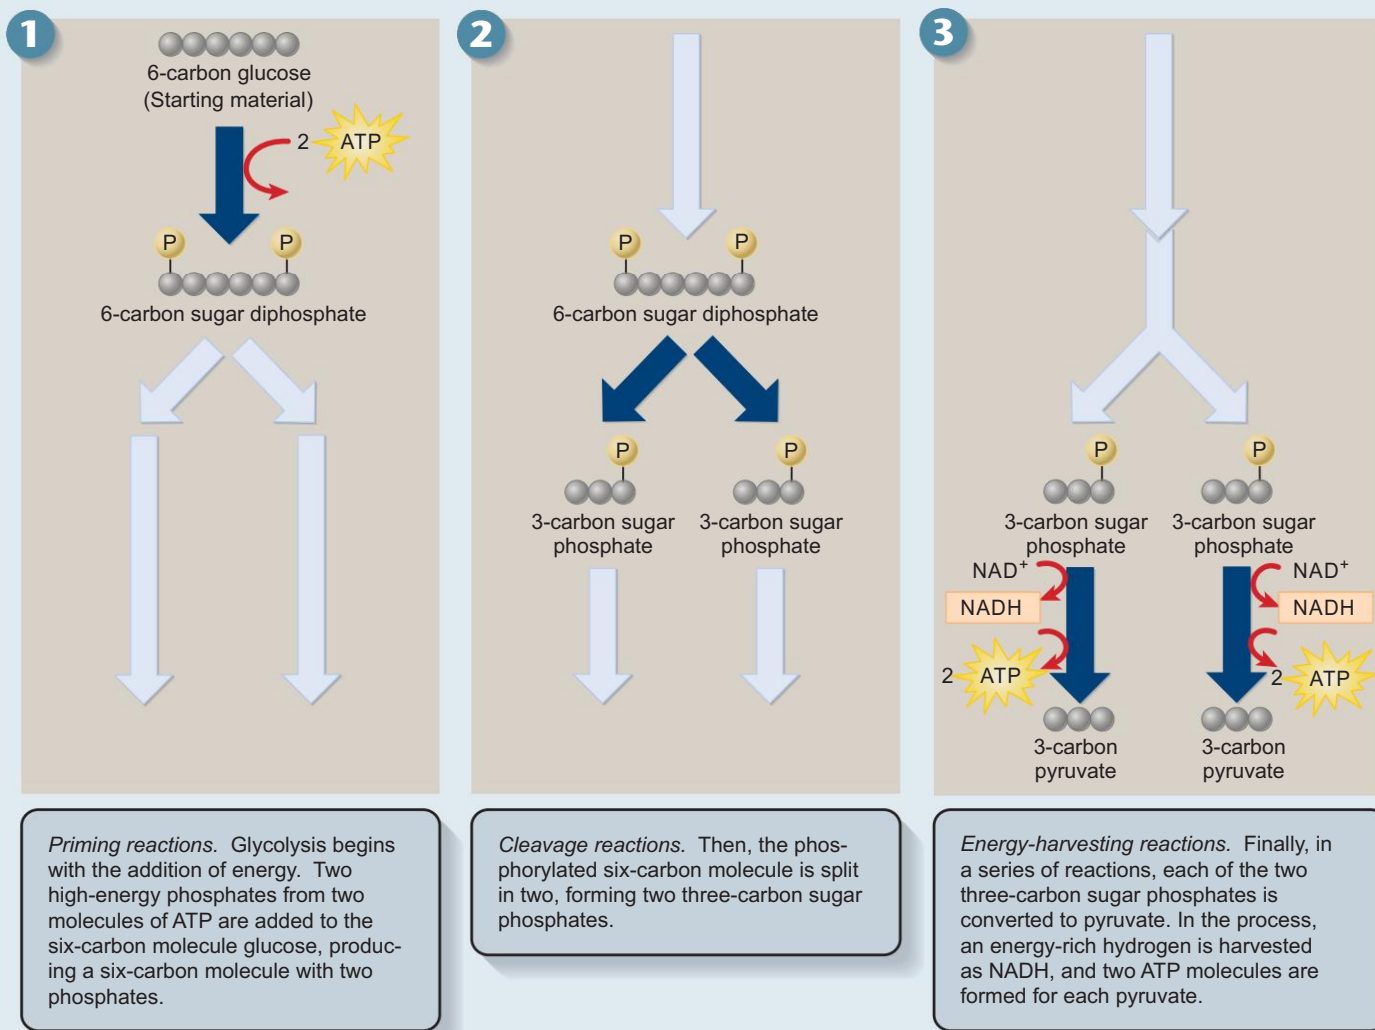 1
6-carbon glucose
(Starting material)
2 ATP
P P
6-carbon sugar diphosphate
Priming reactions. Glycolysis begins
with the addition of energy. Two
high-energy phosphates from two
molecules of ATP are added to the
six-carbon molecule glucose, produc-
ing a six-carbon molecule with two
phosphates.
2
P P
6-carbon sugar diphosphate
P P
3-carbon sugar 3-carbon sugar
phosphate phosphate
Cleavage reactions. Then, the phos-
phorylated six-carbon molecule is split
in two, forming two three-carbon sugar
phosphates.
3
P P
3-carbon sugar 3-carbon sugar
phosphate phosphate
NAD+ NAD+
NADH NADH
2 ATP 2 ATP
3-carbon 3-carbon
pyruvate pyruvate
Energy-harvesting reactions. Finally, in
a series of reactions, each of the two
three-carbon sugar phosphates is
converted to pyruvate. In the process,
an energy-rich hydrogen is harvested
as NADH, and two ATP molecules are
formed for each pyruvate.